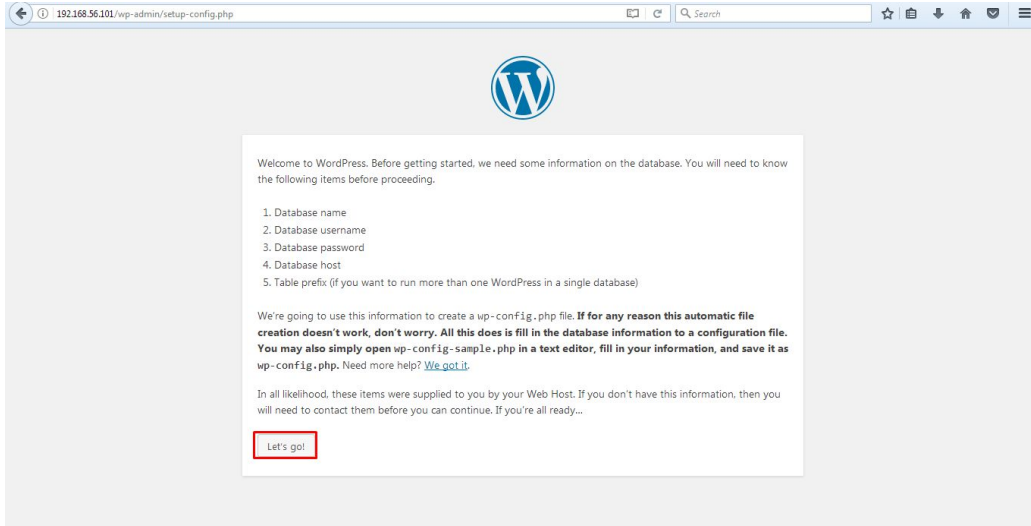 192.168.56.101/wp-admin/setup-config.php
Search
Welcome to WordPress. Before getting started, we need some information on the database. You will need to know
the following items before proceeding.
1. Database name
2. Database username
3. Database password
4. Database host
5. Table prefix (if you want to run more than one WordPress in a single database)
We're going to use this information to create a wp-config.php file. If for any reason this automatic file
creation doesn't work, don't worry. All this does is fill in the database information to a configuration file.
You may also simply open wp-config-sample.php in a text editor, fill in your information, and save it as
wp-config.php. Need more help? We got it.
In all likelihood, these items were supplied to you by your Web Host. If you don't have this information, then you
will need to contact them before you can continue. If you're all ready...
Let's go!